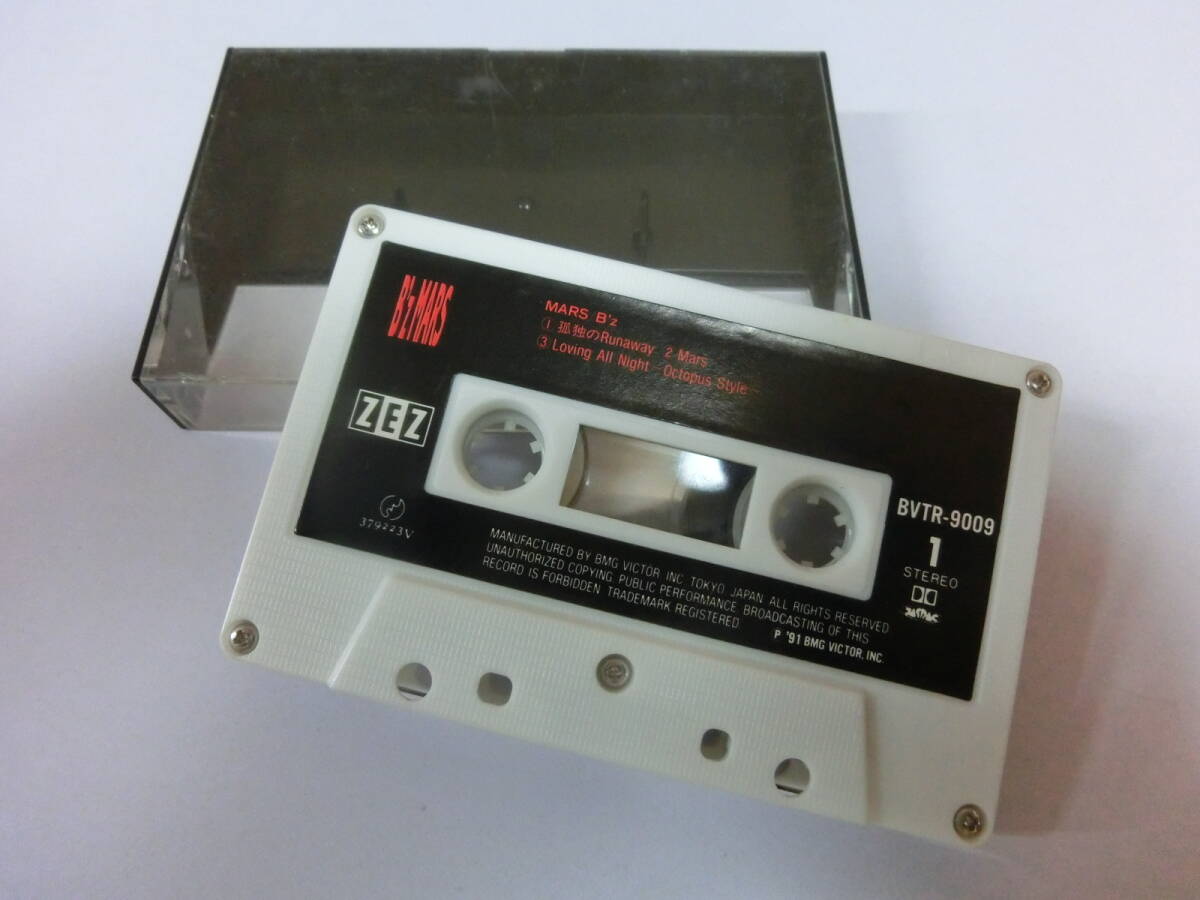 B'z MARS
MARS B'z
① 孤独のRunaway 2 Mars
③ Loving All Night Octopus Style
ZEZ
379223V
BVTR-9009
1
STEREO
MANUFACTURED BY BMG VICTOR INC TOKYO JAPAN ALL RIGHTS RESERVED
UNAUTHORIZED COPYING PUBLIC PERFORMANCE BROADCASTING OF THIS
RECORD IS FORBIDDEN TRADEMARK REGISTERED
P '91 BMG VICTOR, INC.